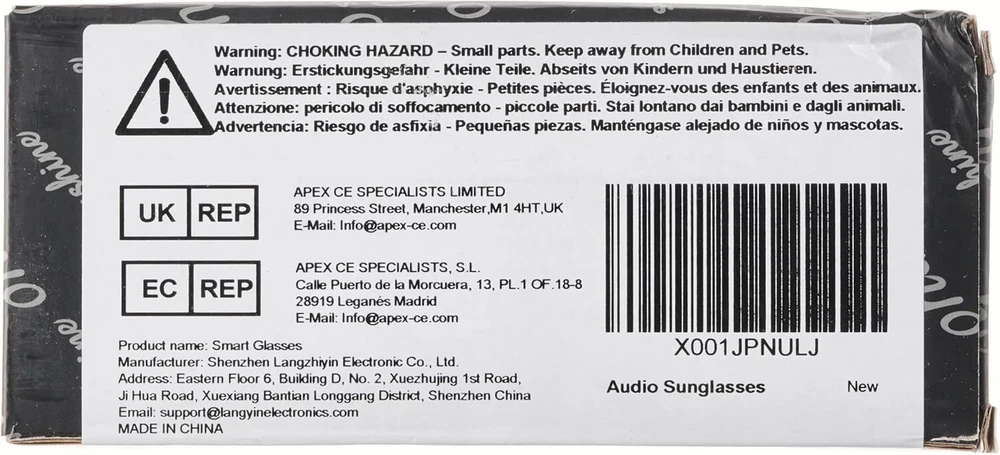 Warning: CHOKING HAZARD – Small parts. Keep away from Children and Pets.
Warnung: Erstickungsgefahr - Kleine Teile. Abseits von Kindern und Haustieren.
Avertissement : Risque d'asphyxie - Petites pièces. Éloignez-vous des enfants et des animaux.
Attenzione: pericolo di soffocamento - piccole parti. Stai lontano dai bambini e dagli animali.
Advertencia: Riesgo de asfixia - Pequeñas piezas. Manténgase alejado de niños y mascotas.
UK REP
APEX CE SPECIALISTS LIMITED
89 Princess Street, Manchester,M1 4HT,UK
E-Mail: Info@apex-ce.com
EC REP
APEX CE SPECIALISTS, S.L.
Calle Puerto de la Morcuera, 13, PL.1 OF.18-8
28919 Leganés Madrid
E-Mail: Info@apex-ce.com
Product name: Smart Glasses
Manufacturer: Shenzhen Langzhiyin Electronic Co., Ltd.
Address: Eastern Floor 6, Building D, No. 2, Xuezhujing 1st Road,
Ji Hua Road, Xuexiang Bantian Longgang District, Shenzhen China
Email: support@langyinelectronics.com
MADE IN CHINA
X001JPNULJ
Audio Sunglasses New
shine
shine
shine